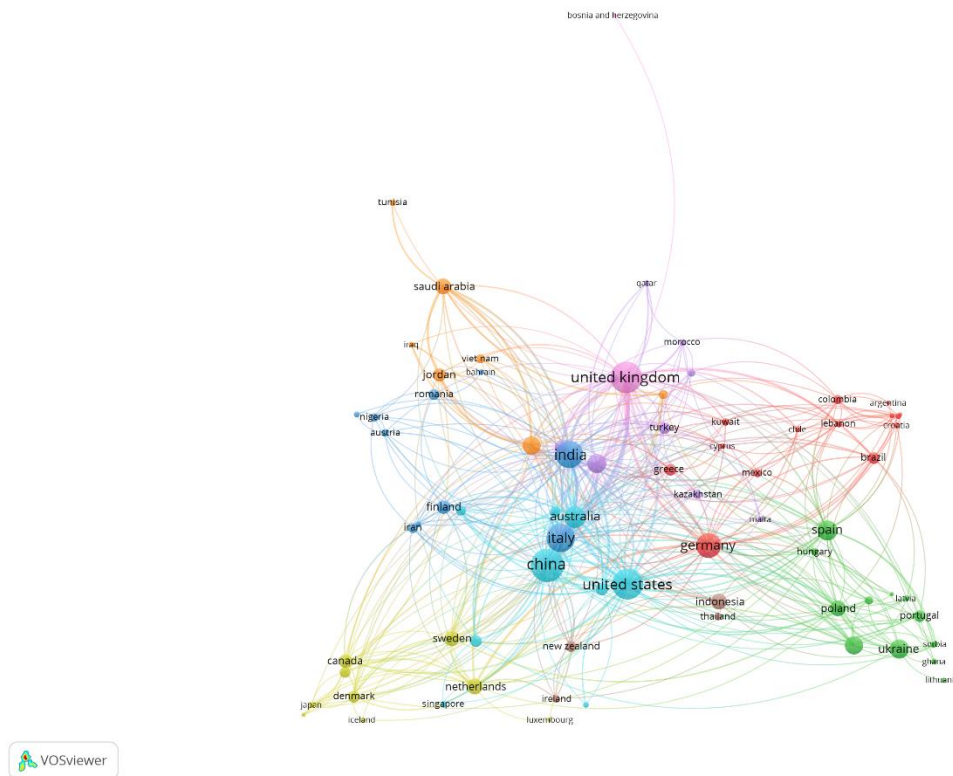 bosnia and herzegovina
tunisia
saudi arabia
qatar
iraq
viet nam
morocco
bahrain
jordan
united kingdom
romania
colombia
argentina
nigeria
kuwait
lebanon
turkey
chile
croatia
austria
cyprus
india
brazil
greece
mexico
kazakhstan
finland
australia
malta
iran
spain
italy
germany
hungary
china
united states
latvia
indonesia
poland
thailand
portugal
sweden
new zealand
ukraine
serbia
canada
ghana
netherlands
lithuani
denmark
ireland
japan
singapore
iceland
luxembourg
VOSviewer